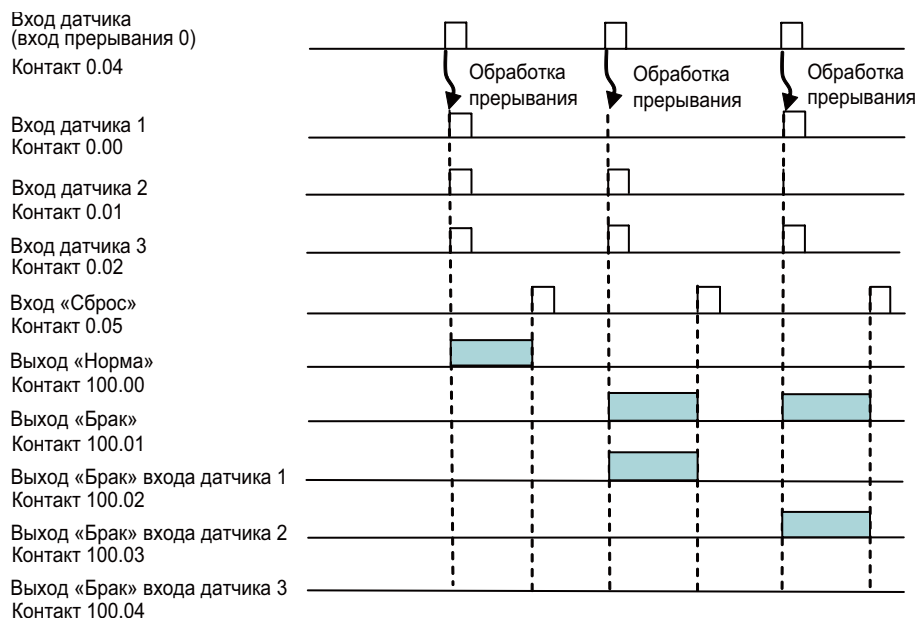 Вход датчика
(вход прерывания 0)
Контакт 0.04
Обработка
прерывания
Обработка
прерывания
Обработка
прерывания
Вход датчика 1
Контакт 0.00
Вход датчика 2
Контакт 0.01
Вход датчика 3
Контакт 0.02
Вход «Сброс»
Контакт 0.05
Выход «Норма»
Контакт 100.00
Выход «Брак»
Контакт 100.01
Выход «Брак» входа датчика 1
Контакт 100.02
Выход «Брак» входа датчика 2
Контакт 100.03
Выход «Брак» входа датчика 3
Контакт 100.04